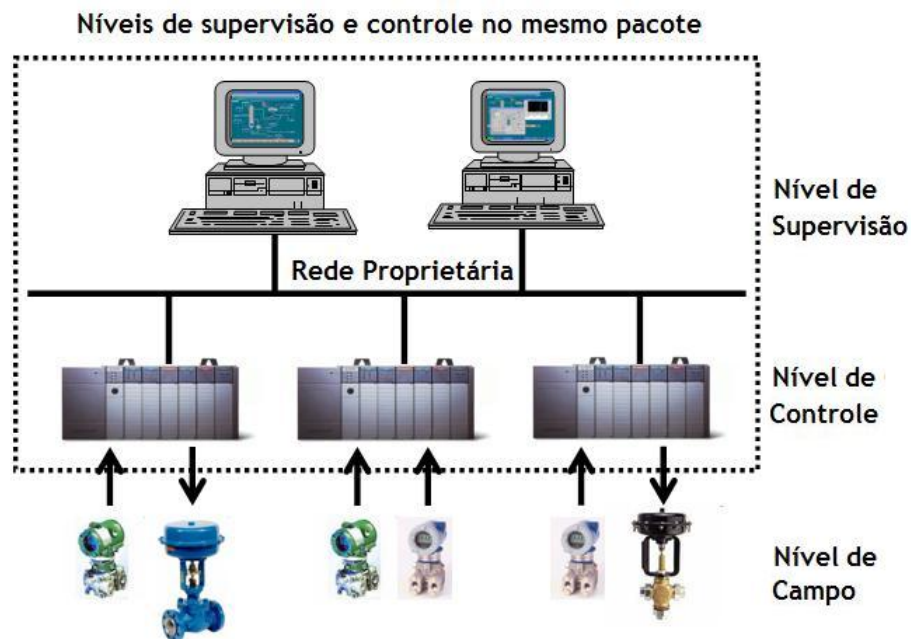 Níveis de supervisão e controle no mesmo pacote
Nível de
Supervisão
Rede Proprietária
Nível de
Controle
Nível de
Campo